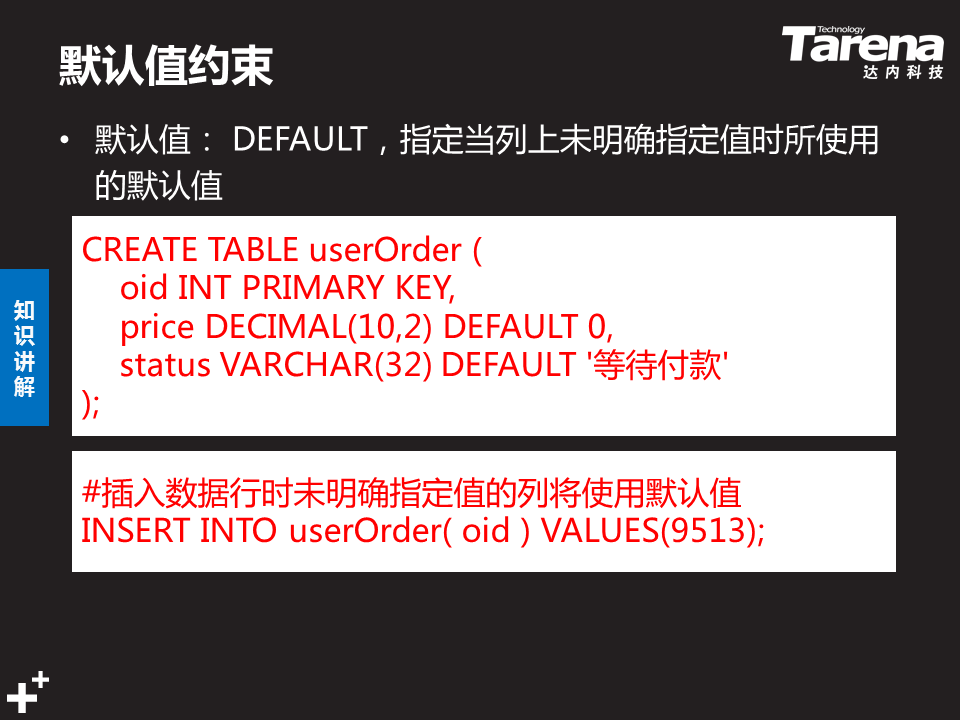 默认值约束
Technology
Tarena
达内科技
• 默认值： DEFAULT，指定当列上未明确指定值时所使用
的默认值
CREATE TABLE userOrder (
oid INT PRIMARY KEY,
price DECIMAL(10,2) DEFAULT 0,
status VARCHAR(32) DEFAULT '等待付款'
);
知识讲解
#插入数据行时未明确指定值的列将使用默认值
INSERT INTO userOrder( oid ) VALUES(9513);